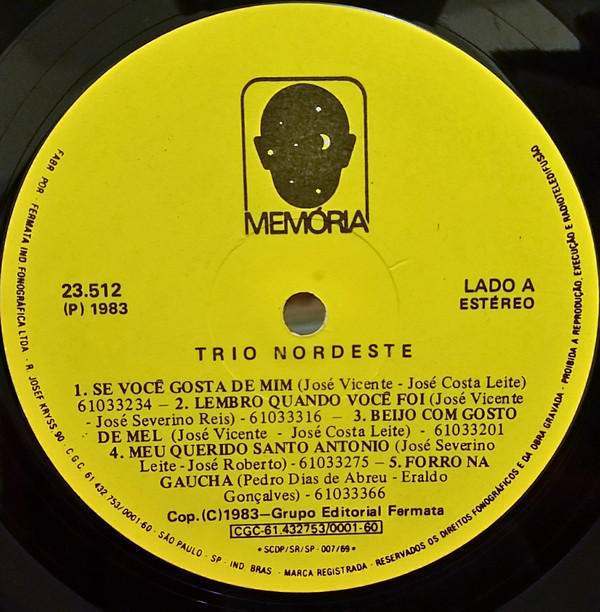 MEMÓRIA
23.512
(P) 1983
LADO A
ESTÉREO
TRIO NORDESTE
1. SE VOCÊ GOSTA DE MIM (José Vicente - José Costa Leite)
61033234 – 2. LEMBRO QUANDO VOCÊ FOI (José Vicente
- José Severino Reis) - 61033316 – 3. BEIJO COM GOSTO
DE MEL (José Vicente - José Costa Leite) - 61033201
4. MEU QUERIDO SANTO ANTONIO (José Severino
Leite-José Roberto) - 61033275 – 5. FORRO NA
GAUCHA (Pedro Dias de Abreu - Eraldo
Gonçalves) - 61033366
Cop.(C)1983–Grupo Editorial Fermata
CGC-61.432753/0001-60
• SCDP/SR/SP - 007/69 •
FABR POR - FERMATA IND FONOGRÁFICA LTDA - R. JOSEF KRYSS, 90 - C.G.C. 61 432 753/0001-60 - SÃO PAULO - SP - IND BRAS - MARCA REGISTRADA - RESERVADOS OS DIREITOS FONOGRÁFICOS E DA OBRA GRAVADA - PROIBIDA A REPRODUÇÃO, EXECUÇÃO E RADIOTELEDIFUSÃO